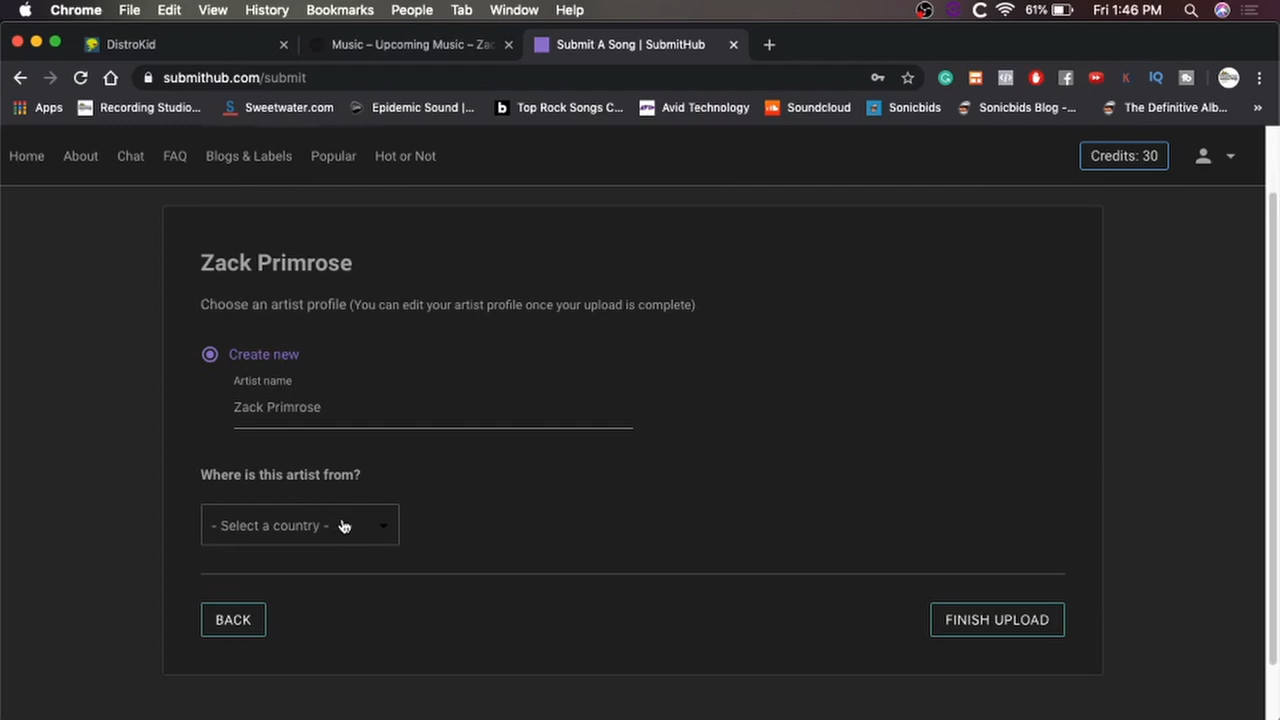 Chrome File Edit View History Bookmarks People Tab Window Help 61% Fri 1:46 PM
DistroKid Music – Upcoming Music – Zac Submit A Song | SubmitHub
submithub.com/submit
Apps Recording Studio... Sweetwater.com Epidemic Sound |... Top Rock Songs C... Avid Technology Soundcloud Sonicbids Sonicbids Blog -... The Definitive Alb... »
Home About Chat FAQ Blogs & Labels Popular Hot or Not Credits: 30
Zack Primrose
Choose an artist profile (You can edit your artist profile once your upload is complete)
Create new
Artist name
Zack Primrose
Where is this artist from?
- Select a country -
BACK FINISH UPLOAD